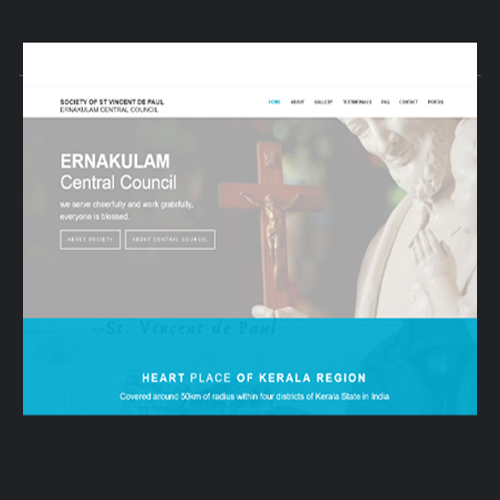 SOCIETY OF ST VINCENT DE PAUL
ERNAKULAM CENTRAL COUNCIL
HOME ABOUT GALLERY TESTIMONIALS FAQ CONTACT PORTAL
ERNAKULAM
Central Council
we serve cheerfully and work gratefully,
everyone is blessed.
ABOUT SOCIETY ABOUT CENTRAL COUNCIL
--St. Vincent de Paul
HEART PLACE OF KERALA REGION
Covered around 50km of radius within four districts of Kerala State in India